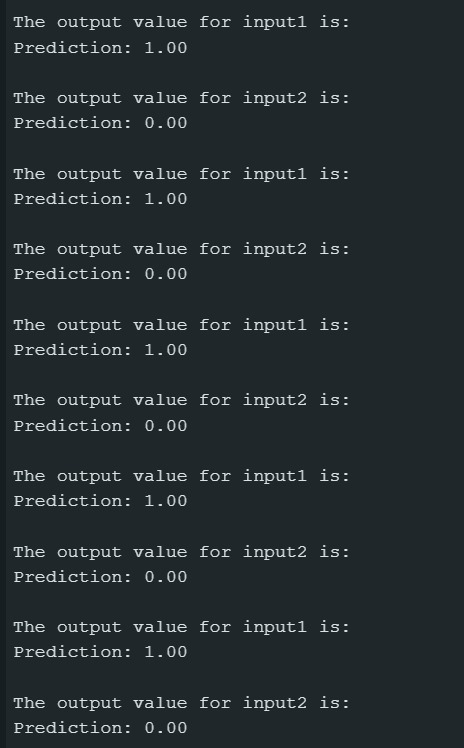 The output value for input1 is:
Prediction: 1.00
The output value for input2 is:
Prediction: 0.00
The output value for input1 is:
Prediction: 1.00
The output value for input2 is:
Prediction: 0.00
The output value for input1 is:
Prediction: 1.00
The output value for input2 is:
Prediction: 0.00
The output value for input1 is:
Prediction: 1.00
The output value for input2 is:
Prediction: 0.00
The output value for input1 is:
Prediction: 1.00
The output value for input2 is:
Prediction: 0.00